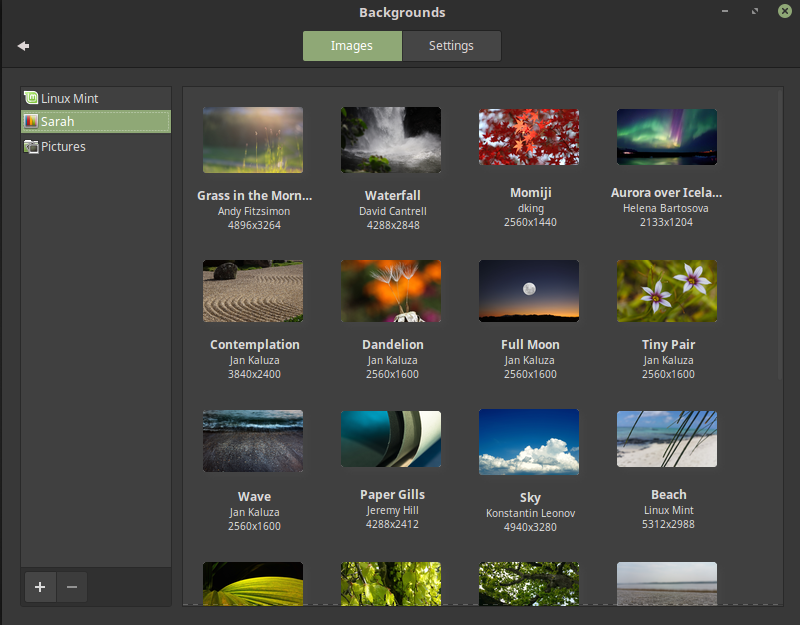 Backgrounds
Images
Settings
Linux Mint
Sarah
Pictures
Grass in the Morn...
Andy Fitzsimon
4896x3264
Waterfall
David Cantrell
4288x2848
Momiji
dking
2560x1440
Aurora over Icela...
Helena Bartosova
2133x1204
Contemplation
Jan Kaluza
3840x2400
Dandelion
Jan Kaluza
2560x1600
Full Moon
Jan Kaluza
2560x1600
Tiny Pair
Jan Kaluza
2560x1600
Wave
Jan Kaluza
2560x1600
Paper Gills
Jeremy Hill
4288x2412
Sky
Konstantin Leonov
4940x3280
Beach
Linux Mint
5312x2988